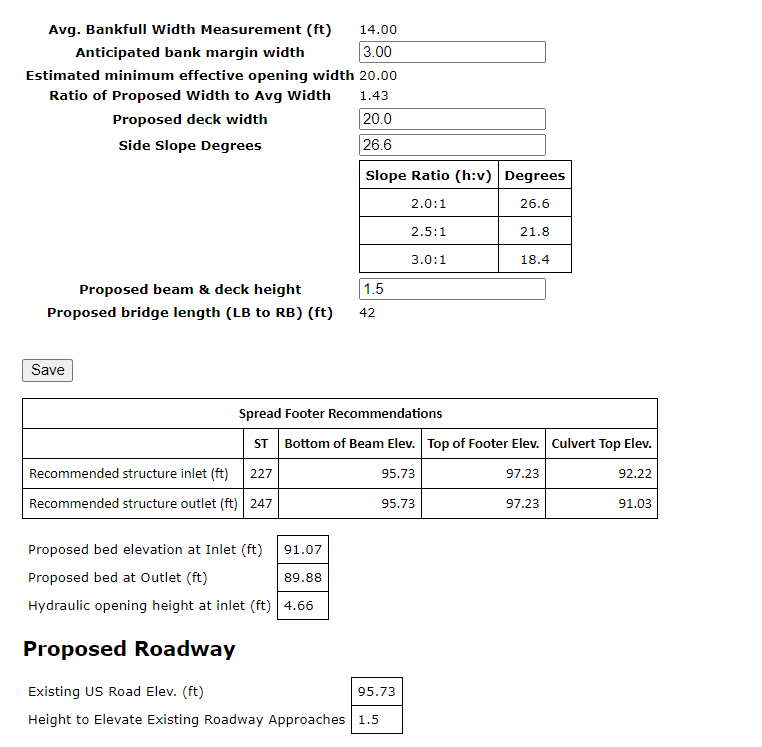 Avg. Bankfull Width Measurement (ft) 14.00
Anticipated bank margin width 3.00
Estimated minimum effective opening width 20.00
Ratio of Proposed Width to Avg Width 1.43
Proposed deck width 20.0
Side Slope Degrees 26.6
Slope Ratio (h:v) Degrees
2.0:1 26.6
2.5:1 21.8
3.0:1 18.4
Proposed beam & deck height 1.5
Proposed bridge length (LB to RB) (ft) 42
Save
Spread Footer Recommendations
ST Bottom of Beam Elev. Top of Footer Elev. Culvert Top Elev.
Recommended structure inlet (ft) 227 95.73 97.23 92.22
Recommended structure outlet (ft) 247 95.73 97.23 91.03
Proposed bed elevation at Inlet (ft) 91.07
Proposed bed at Outlet (ft) 89.88
Hydraulic opening height at inlet (ft) 4.66
Proposed Roadway
Existing US Road Elev. (ft) 95.73
Height to Elevate Existing Roadway Approaches 1.5